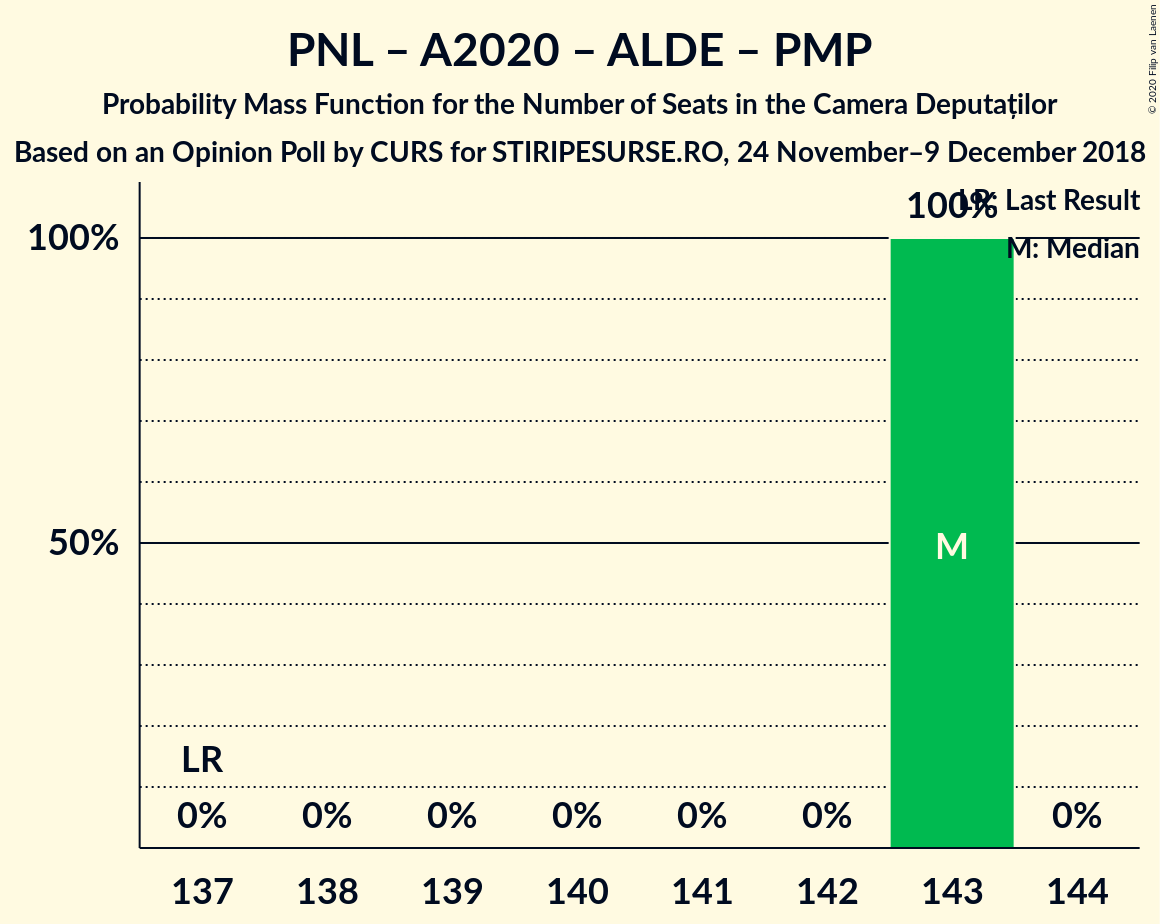 PNL – A2020 – ALDE – PMP
Probability Mass Function for the Number of Seats in the Camera Deputaților
Based on an Opinion Poll by CURS for STIRIPESURSE.RO, 24 November–9 December 2018
© 2020 Filip van Laenen
LR: Last Result
M: Median
100%
100%
50%
M
LR
0% 0% 0% 0% 0% 0% 0%
137 138 139 140 141 142 143 144